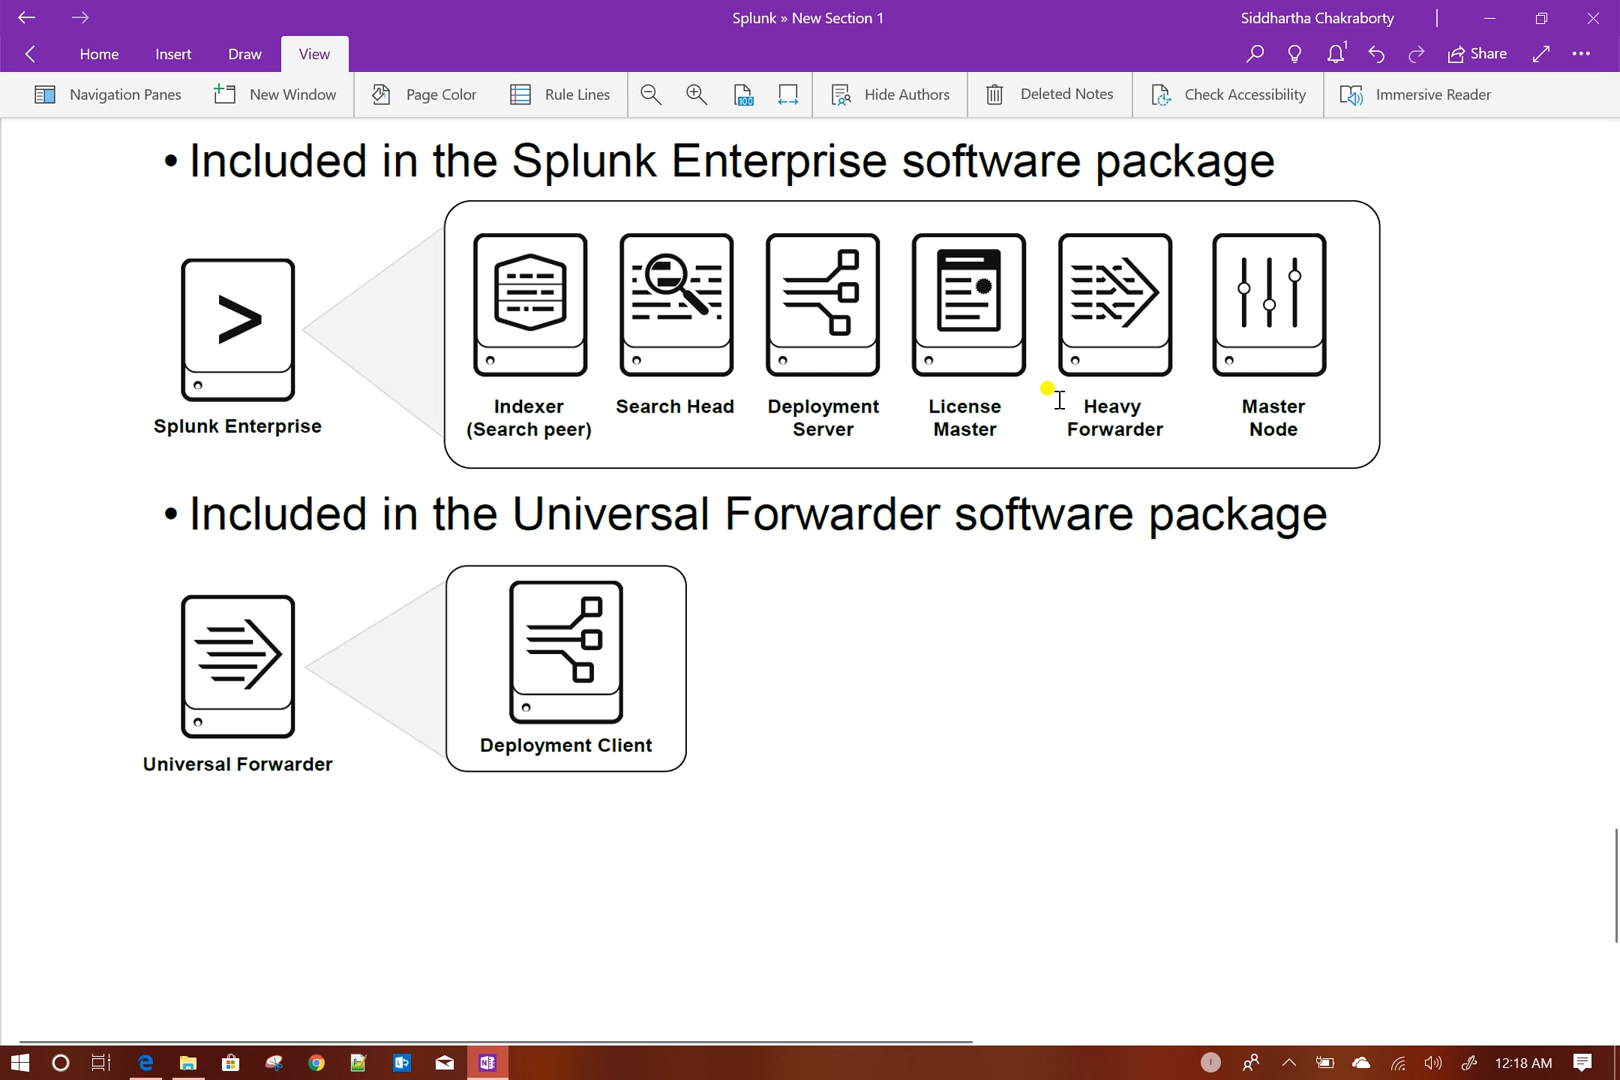 Splunk » New Section 1
Siddhartha Chakraborty
Home Insert Draw View
1
Share
Navigation Panes New Window Page Color Rule Lines 100 Hide Authors Deleted Notes Check Accessibility Immersive Reader
• Included in the Splunk Enterprise software package
>
Splunk Enterprise
Indexer
(Search peer)
Search Head
Deployment
Server
License
Master
Heavy
Forwarder
Master
Node
• Included in the Universal Forwarder software package
Universal Forwarder
Deployment Client
12:18 AM